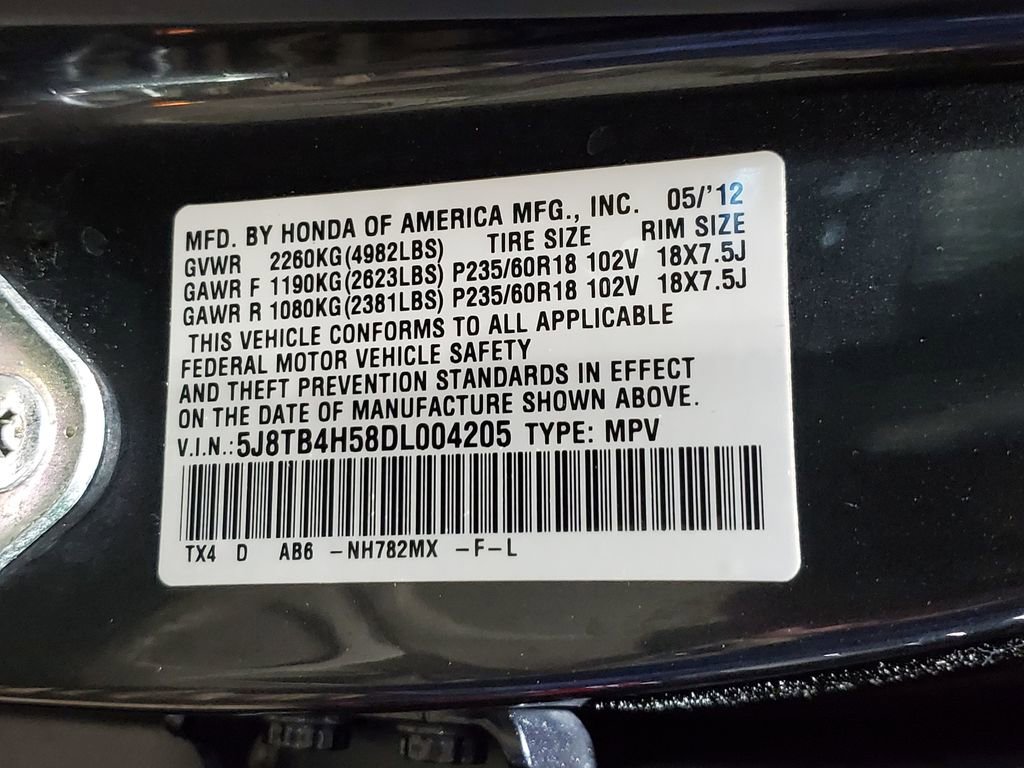 MFD. BY HONDA OF AMERICA MFG., INC. 05/'12
GVWR 2260KG(4982LBS) TIRE SIZE RIM SIZE
GAWR F 1190KG(2623LBS) P235/60R18 102V 18X7.5J
GAWR R 1080KG(2381LBS) P235/60R18 102V 18X7.5J
THIS VEHICLE CONFORMS TO ALL APPLICABLE
FEDERAL MOTOR VEHICLE SAFETY
AND THEFT PREVENTION STANDARDS IN EFFECT
ON THE DATE OF MANUFACTURE SHOWN ABOVE.
V.I.N.: 5J8TB4H58DL004205 TYPE: MPV
TX4 D AB6 -NH782MX -F-L